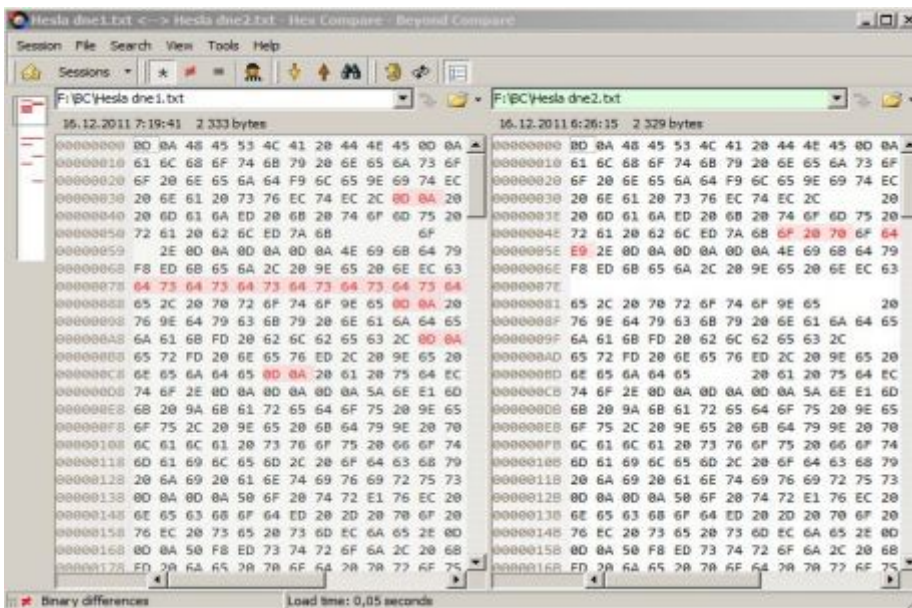 Hesla dne1.txt <--> Hesla dne2.txt - Hex Compare - Beyond Compare
Session File Search View Tools Help
Sessions
F:\BC\Hesla dne1.txt
16.12.2011 7:19:41 2 333 bytes
00000000 0D 0A 48 45 53 4C 41 20 44 4E 45 0D 0A
00000010 61 6C 68 6F 74 6B 79 20 6E 65 6A 73 6F
00000020 6F 20 6E 65 6A 64 F9 6C 65 9E 69 74 EC
00000030 20 6E 61 20 73 76 EC 74 EC 2C 0D 0A 20
00000040 20 6D 61 6A ED 20 6B 20 74 6F 6D 75 20
00000050 72 61 20 62 6C ED 7A 6B 6F
00000059 2E 0D 0A 0D 0A 0D 0A 4E 69 6B 64 79
00000068 F8 ED 6B 65 6A 2C 20 9E 65 20 6E EC 63
00000078 64 73 64 73 64 73 64 73 64 73 64 73 64
00000088 65 2C 20 70 72 6F 74 6F 9E 65 0D 0A 20
00000098 76 9E 64 79 63 6B 79 20 6E 61 6A 64 65
000000A8 6A 61 6B FD 20 62 6C 62 65 63 2C 0D 0A
000000B8 65 72 FD 20 6E 65 76 ED 2C 20 9E 65 20
000000C8 6E 65 6A 64 65 0D 0A 20 61 20 75 64 EC
000000D8 74 6F 2E 0D 0A 0D 0A 0D 0A 5A 6E E1 6D
000000E8 6B 20 9A 6B 61 72 65 64 6F 75 20 9E 65
000000F8 6F 75 2C 20 9E 65 20 6B 64 79 9E 20 70
00000108 6C 61 6C 61 20 73 76 6F 75 20 66 6F 74
00000118 6D 61 69 6C 65 6D 2C 20 6F 64 63 68 79
00000128 20 6A 69 20 61 6E 74 69 76 69 72 75 73
00000138 0D 0A 0D 0A 50 6F 20 74 72 E1 76 EC 20
00000148 6E 65 63 68 6F 64 ED 20 2D 20 70 6F 20
00000158 76 EC 20 73 65 20 73 6D EC 6A 65 2E 0D
00000168 0D 0A 50 F8 ED 73 74 72 6F 6A 2C 20 6B
00000178 ED 20 6A 65 20 70 6F 64 20 70 72 6F 75
F:\BC\Hesla dne2.txt
16.12.2011 6:26:15 2 329 bytes
00000000 0D 0A 48 45 53 4C 41 20 44 4E 45 0D 0A
00000010 61 6C 68 6F 74 6B 79 20 6E 65 6A 73 6F
00000020 6F 20 6E 65 6A 64 F9 6C 65 9E 69 74 EC
00000030 20 6E 61 20 73 76 EC 74 EC 2C 20
0000003E 20 6D 61 6A ED 20 6B 20 74 6F 6D 75 20
0000004E 72 61 20 62 6C ED 7A 6B 6F 20 70 6F 64
0000005E E9 2E 0D 0A 0D 0A 0D 0A 4E 69 6B 64 79
0000006E F8 ED 6B 65 6A 2C 20 9E 65 20 6E EC 63
0000007E
00000081 65 2C 20 70 72 6F 74 6F 9E 65 20
0000008F 76 9E 64 79 63 6B 79 20 6E 61 6A 64 65
0000009F 6A 61 6B FD 20 62 6C 62 65 63 2C
000000AD 65 72 FD 20 6E 65 76 ED 2C 20 9E 65 20
000000BD 6E 65 6A 64 65 20 61 20 75 64 EC
000000CB 74 6F 2E 0D 0A 0D 0A 0D 0A 5A 6E E1 6D
000000DB 6B 20 9A 6B 61 72 65 64 6F 75 20 9E 65
000000EB 6F 75 2C 20 9E 65 20 6B 64 79 9E 20 70
000000FB 6C 61 6C 61 20 73 76 6F 75 20 66 6F 74
0000010B 6D 61 69 6C 65 6D 2C 20 6F 64 63 68 79
0000011B 20 6A 69 20 61 6E 74 69 76 69 72 75 73
0000012B 0D 0A 0D 0A 50 6F 20 74 72 E1 76 EC 20
0000013B 6E 65 63 68 6F 64 ED 20 2D 20 70 6F 20
0000014B 76 EC 20 73 65 20 73 6D EC 6A 65 2E 0D
0000015B 0D 0A 50 F8 ED 73 74 72 6F 6A 2C 20 6B
0000016B ED 20 6A 65 20 70 6F 64 20 70 72 6F 75
Binary differences
Load time: 0,05 seconds